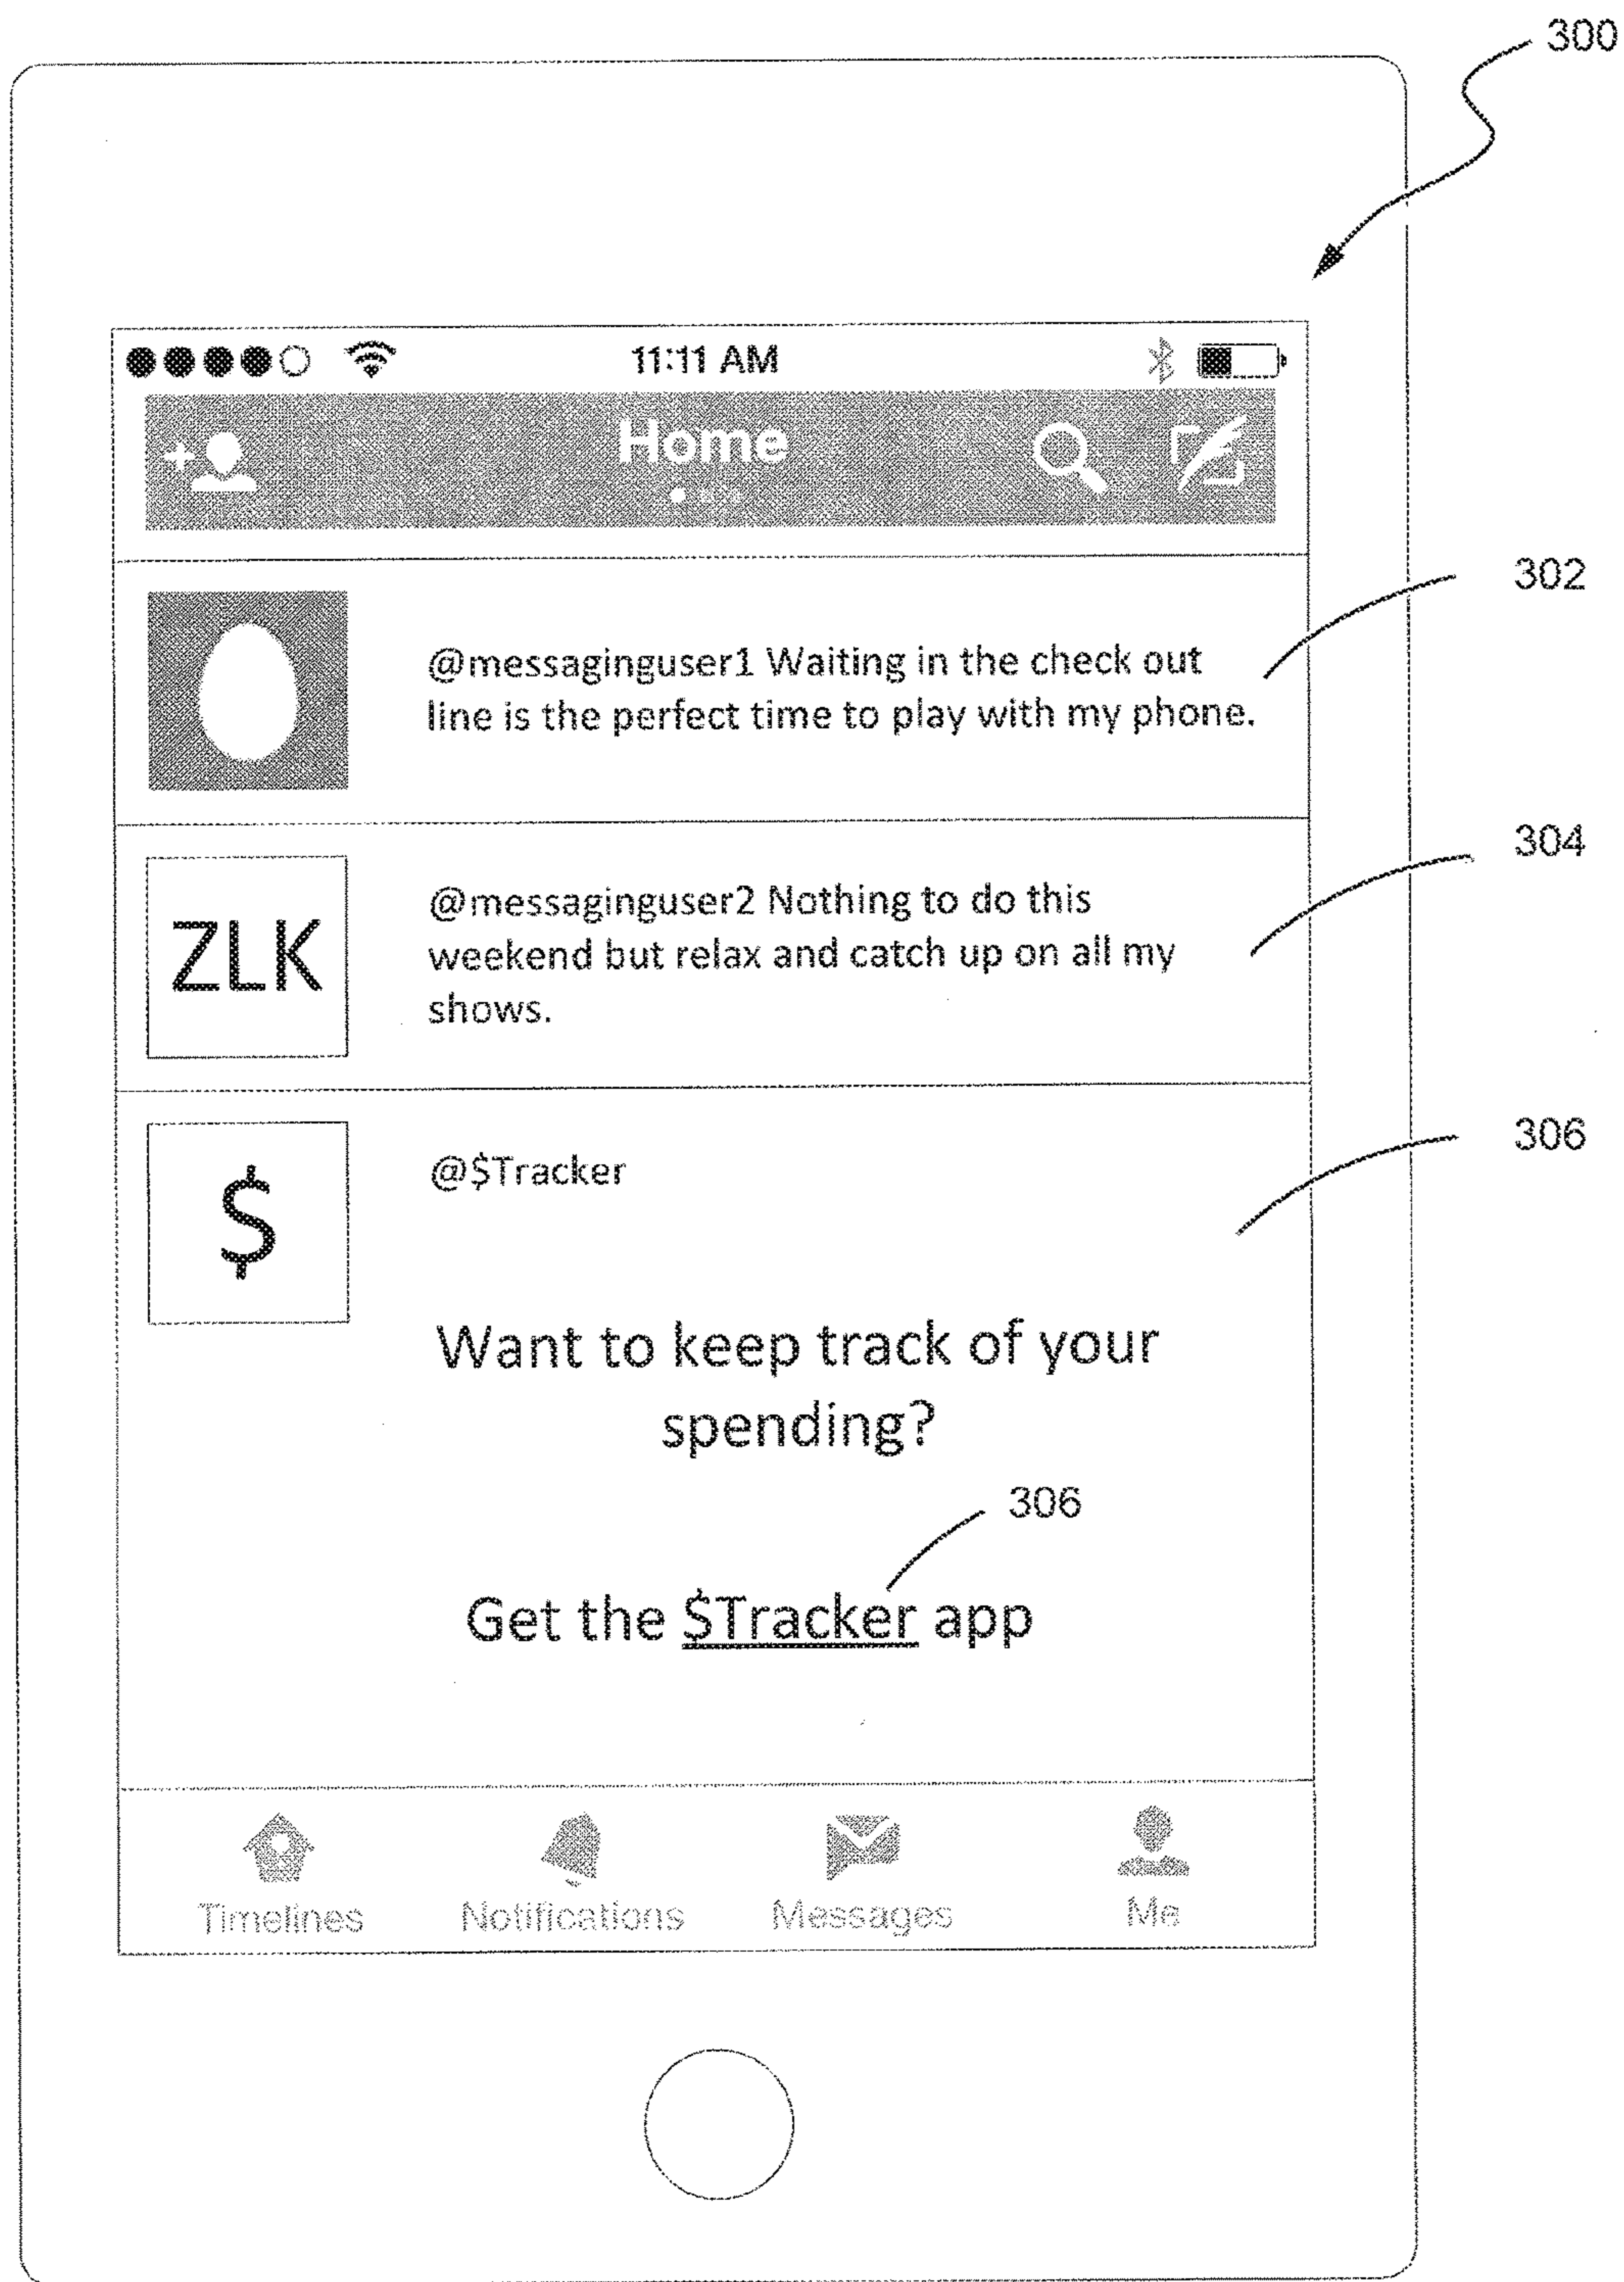 300
11:11 AM
Home
302
@messaginguser1 Waiting in the check out
line is the perfect time to play with my phone.
304
ZLK
@messaginguser2 Nothing to do this
weekend but relax and catch up on all my
shows.
306
$
@$Tracker
Want to keep track of your
spending?
306
Get the $Tracker app
Timelines
Notifications
Messages
Me